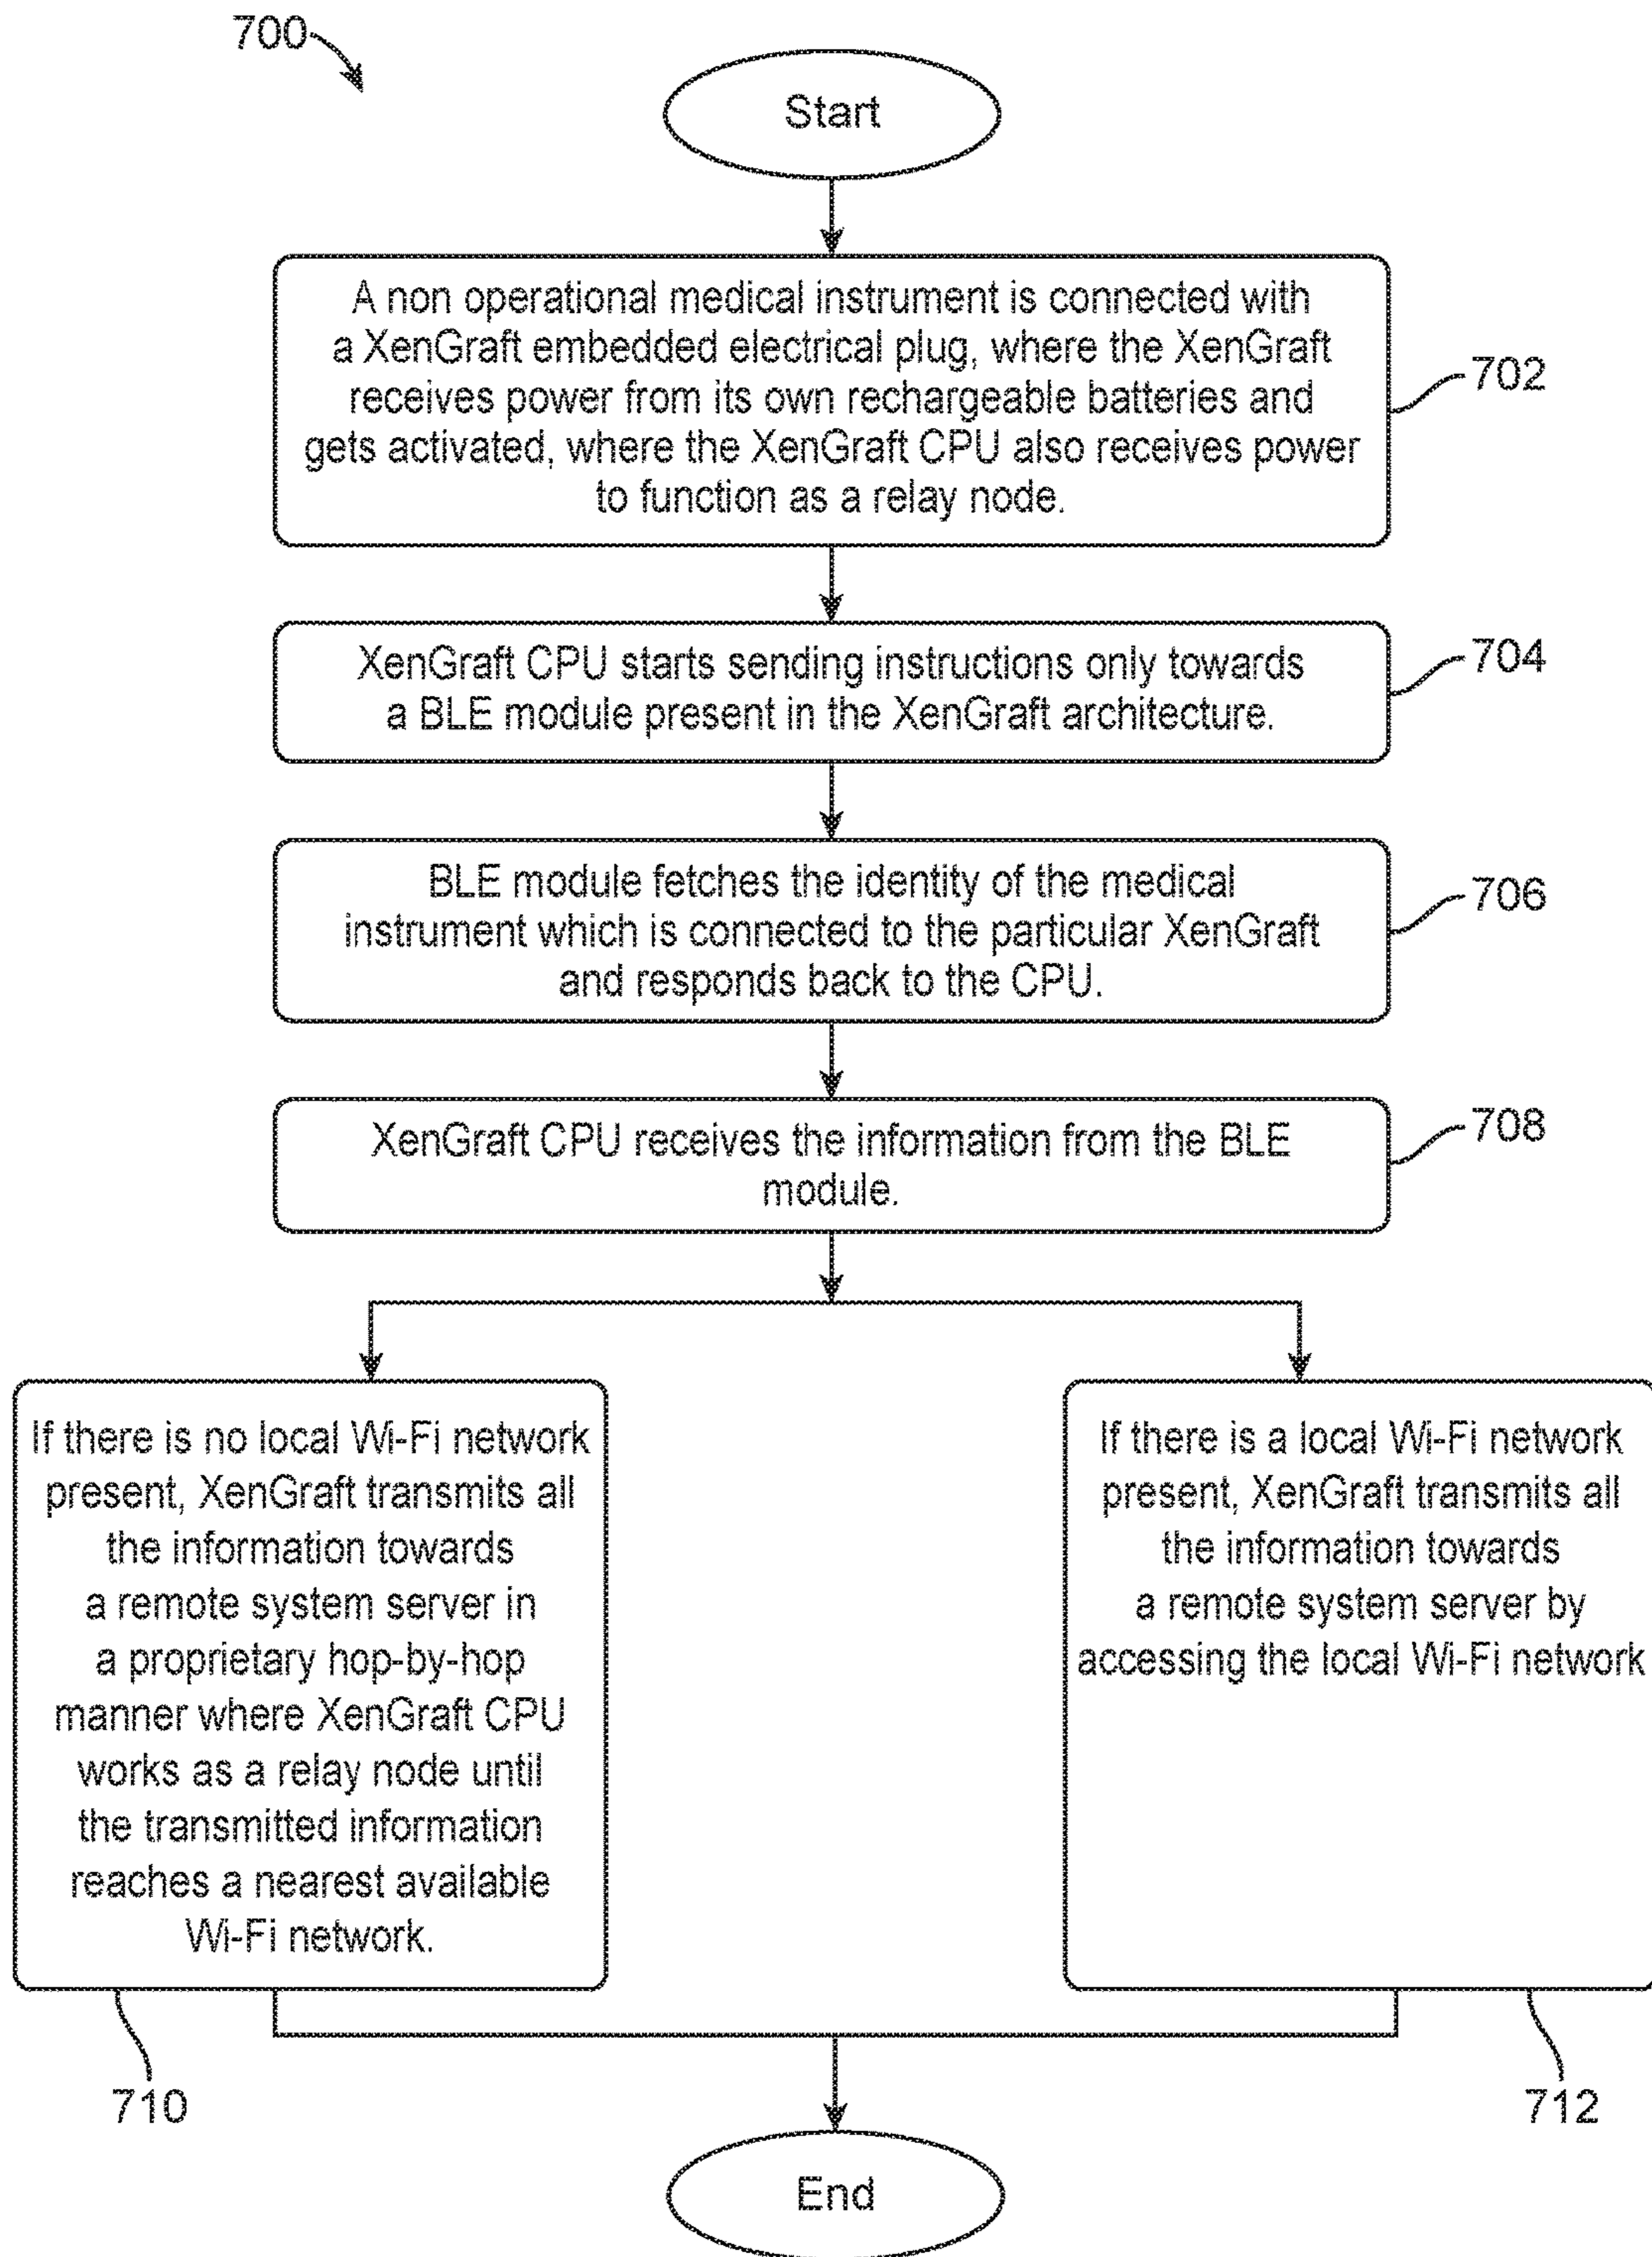 700
Start
A non operational medical instrument is connected with
a XenGraft embedded electrical plug, where the XenGraft
receives power from its own rechargeable batteries and
gets activated, where the XenGraft CPU also receives power
to function as a relay node.
702
XenGraft CPU starts sending instructions only towards
a BLE module present in the XenGraft architecture.
704
BLE module fetches the identity of the medical
instrument which is connected to the particular XenGraft
and responds back to the CPU.
706
XenGraft CPU receives the information from the BLE
module.
708
If there is no local Wi-Fi network
present, XenGraft transmits all
the information towards
a remote system server in
a proprietary hop-by-hop
manner where XenGraft CPU
works as a relay node until
the transmitted information
reaches a nearest available
Wi-Fi network.
710
If there is a local Wi-Fi network
present, XenGraft transmits all
the information towards
a remote system server by
accessing the local Wi-Fi network
712
End